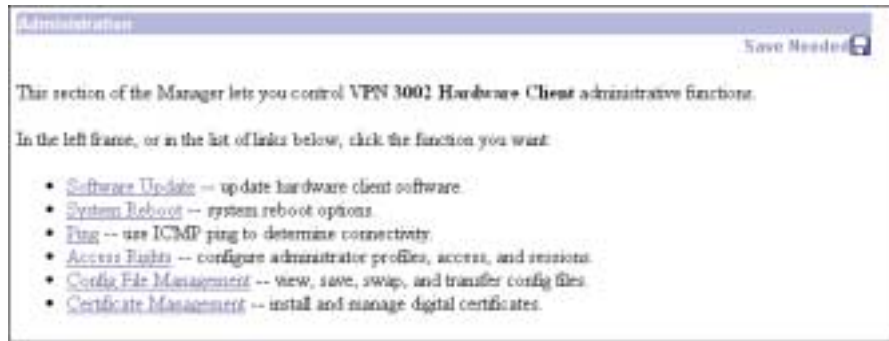 Administration
Save Needed
This section of the Manager lets you control VPN 3002 Hardware Client administrative functions.
In the left frame, or in the list of links below, click the function you want:
• Software Update -- update hardware client software.
• System Reboot -- system reboot options.
• Ping -- use ICMP ping to determine connectivity.
• Access Rights -- configure administrator profiles, access, and sessions.
• Config File Management -- view, save, swap, and transfer config files.
• Certificate Management -- install and manage digital certificates.